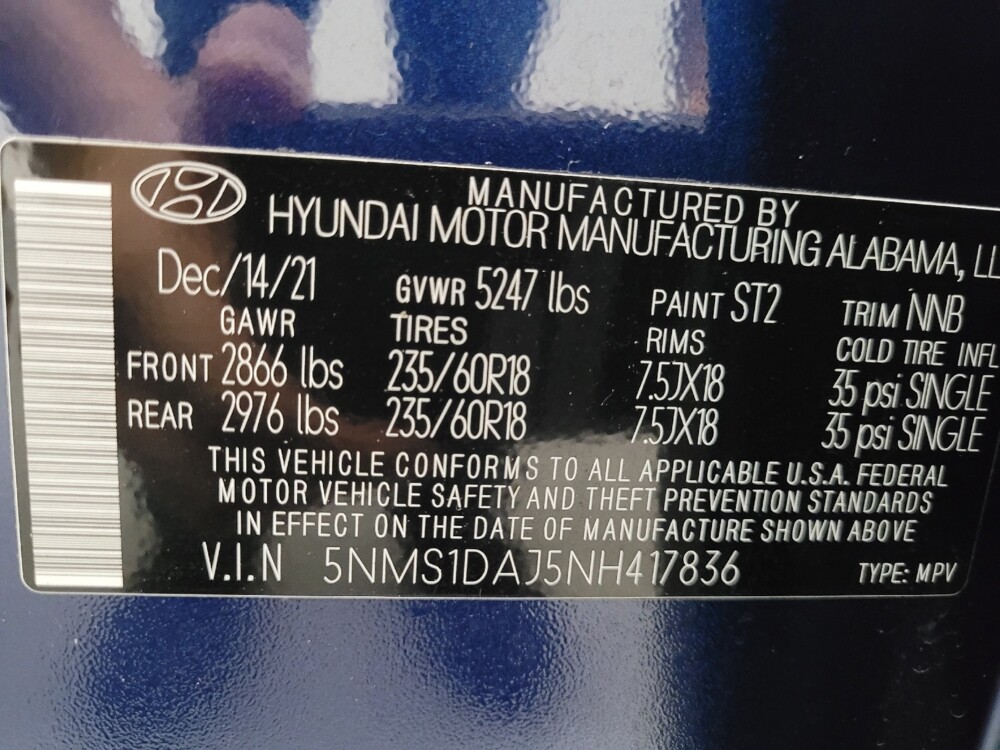 MANUFACTURED BY
HYUNDAI MOTOR MANUFACTURING ALABAMA, LL
Dec/14/21 GVWR 5247 lbs PAINT ST2 TRIM NNB
GAWR TIRES RIMS COLD TIRE INFL
FRONT 2866 lbs 235/60R18 7.5JX18 35 psi SINGLE
REAR 2976 lbs 235/60R18 7.5JX18 35 psi SINGLE
THIS VEHICLE CONFORMS TO ALL APPLICABLE U.S.A. FEDERAL
MOTOR VEHICLE SAFETY AND THEFT PREVENTION STANDARDS
IN EFFECT ON THE DATE OF MANUFACTURE SHOWN ABOVE
V.I.N 5NMS1DAJ5NH417836 TYPE: MPV